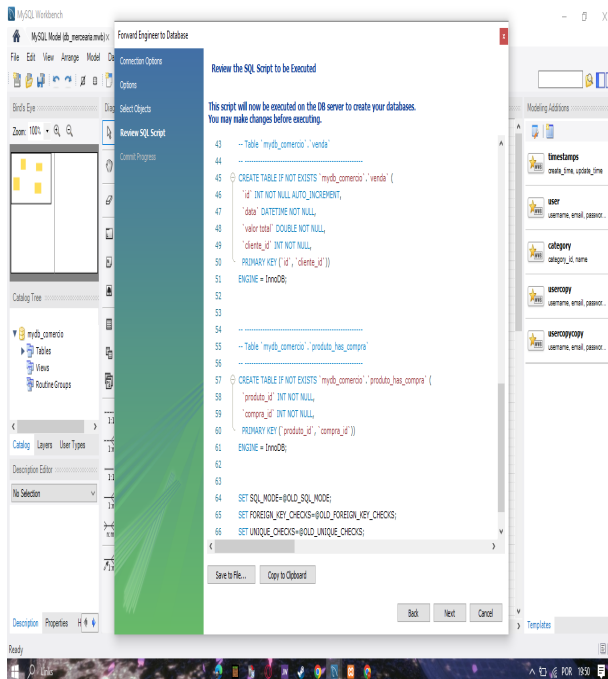 MySQL Workbench
MySQL Model (db_mercearia.mwb) ×
File Edit View Arrange Model
Bird's Eye
Zoom: 100%
Catalog Tree
mydb_comercio
Tables
Views
Routine Groups
Catalog Layers User Types
Description Editor
No Selection
Description Properties H
Ready
Forward Engineer to Database
x
Connection Options
Options
Select Objects
Review SQL Script
Commit Progress
Review the SQL Script to be Executed
This script will now be executed on the DB server to create your databases.
You may make changes before executing.
43 -- Table `mydb_comercio`.`venda`
44 -- -----------------------------------------------------
45 CREATE TABLE IF NOT EXISTS `mydb_comercio`.`venda` (
46 `id` INT NOT NULL AUTO_INCREMENT,
47 `data` DATETIME NOT NULL,
48 `valor total` DOUBLE NOT NULL,
49 `cliente_id` INT NOT NULL,
50 PRIMARY KEY (`id`, `cliente_id`))
51 ENGINE = InnoDB;
52
53
54 -- -----------------------------------------------------
55 -- Table `mydb_comercio`.`produto_has_compra`
56 -- -----------------------------------------------------
57 CREATE TABLE IF NOT EXISTS `mydb_comercio`.`produto_has_compra` (
58 `produto_id` INT NOT NULL,
59 `compra_id` INT NOT NULL,
60 PRIMARY KEY (`produto_id`, `compra_id`))
61 ENGINE = InnoDB;
62
63
64 SET SQL_MODE=@OLD_SQL_MODE;
65 SET FOREIGN_KEY_CHECKS=@OLD_FOREIGN_KEY_CHECKS;
66 SET UNIQUE_CHECKS=@OLD_UNIQUE_CHECKS;
Save to File... Copy to Clipboard
Back Next Cancel
Modeling Additions
timestamps
create_time, update_time
user
username, email, passwor...
category
category_id, name
usercopy
username, email, passwor...
usercopycopy
username, email, passwor...
Templates
Links
POR 19:50